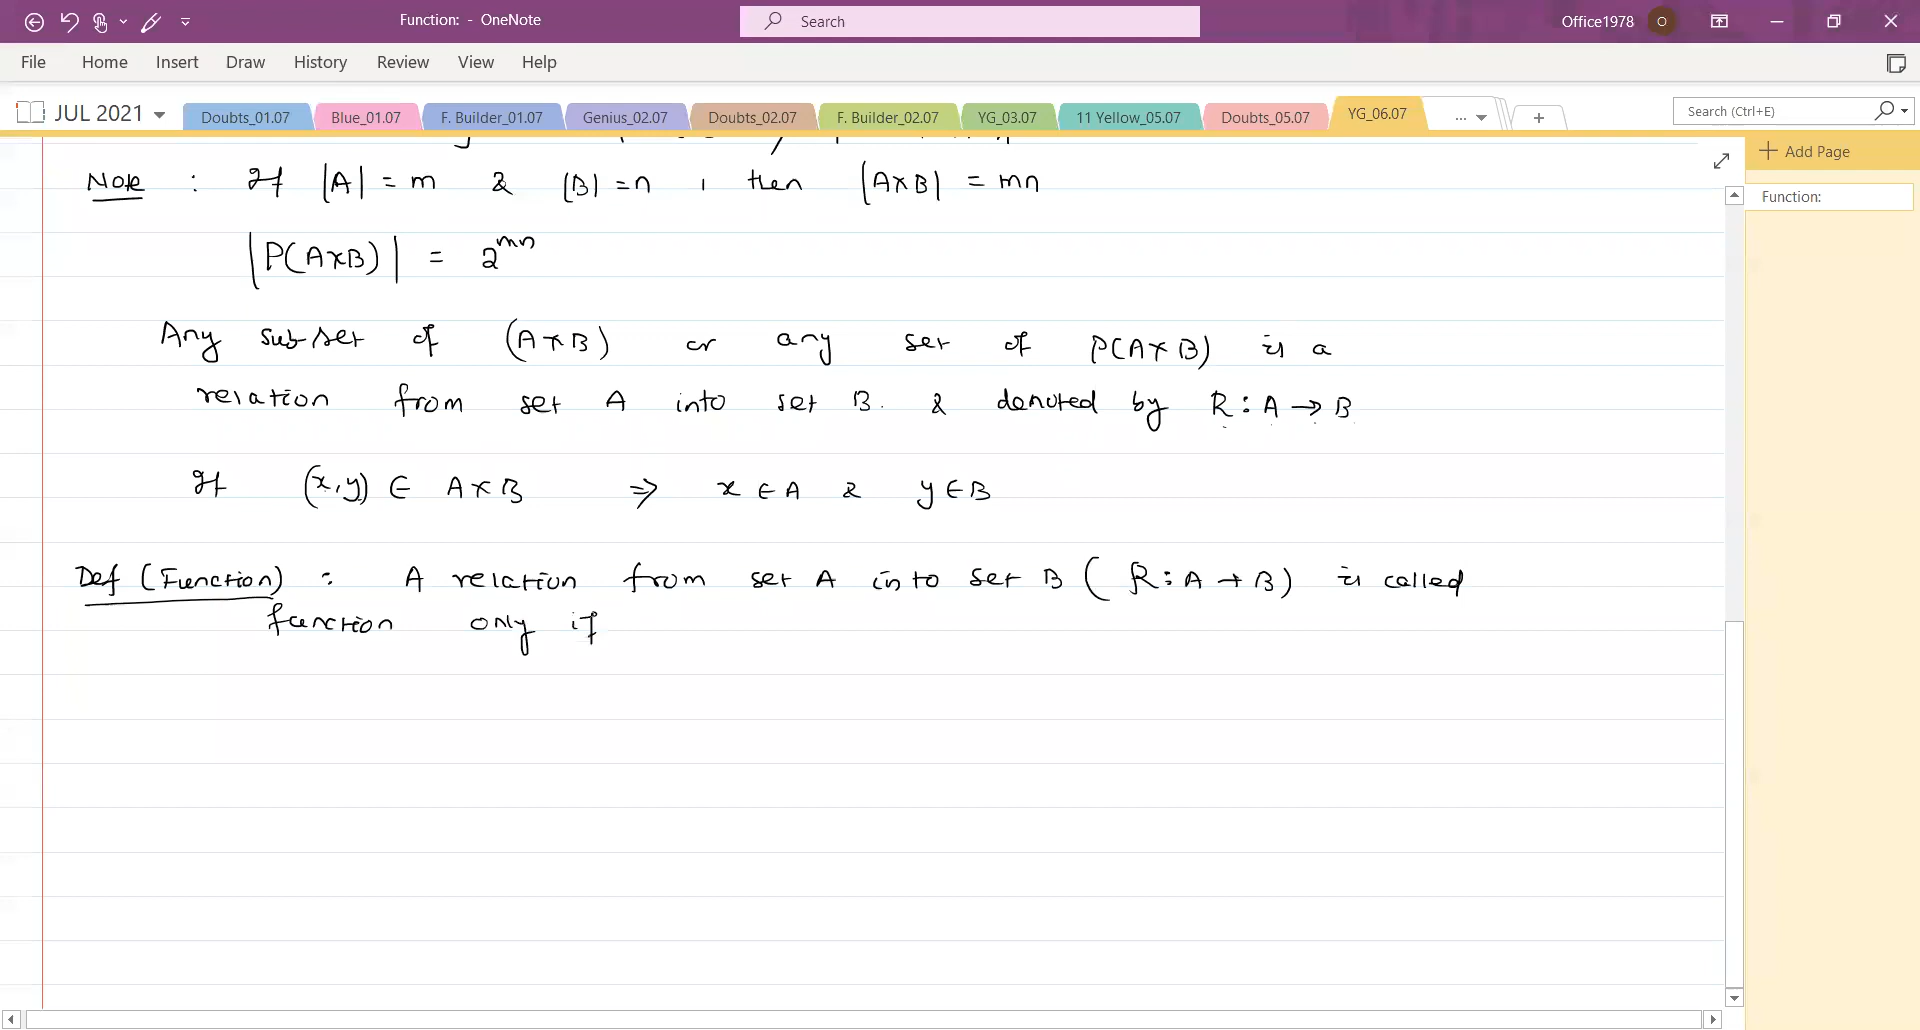 Function: - OneNote
Search
Office1978
O
File Home Insert Draw History Review View Help
JUL 2021
Doubts_01.07 Blue_01.07 F. Builder_01.07 Genius_02.07 Doubts_02.07 F. Builder_02.07 YG_03.07 11 Yellow_05.07 Doubts_05.07 YG_06.07 ... +
Search (Ctrl+E)
Add Page
Function:
Note : If |A| = m & |B| = n , then |A×B| = mn
|P(A×B)| = 2^mn
Any subset of (A×B) or any set of P(A×B) is a
relation from set A into set B. & denoted by R : A → B
If (x,y) ∈ A×B ⇒ x ∈ A & y ∈ B
Def (Function) : A relation from set A into set B ( R : A → B) is called
function only if